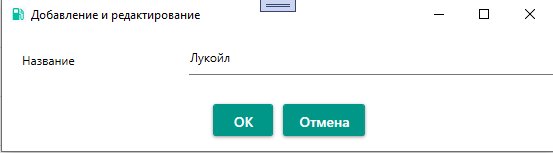 Добавление и редактирование
Название
Лукойл
OK
Отмена